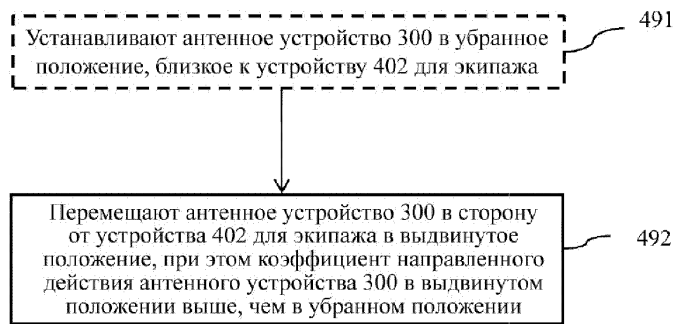 491
Устанавливают антенное устройство 300 в убранное
положение, близкое к устройству 402 для экипажа
Перемещают антенное устройство 300 в сторону
от устройства 402 для экипажа в выдвинутое
положение, при этом коэффициент направленного
действия антенного устройства 300 в выдвинутом
положении выше, чем в убранном положении
492